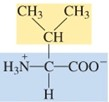 CH₃ CH₃
CH
H₃N⁺—C—COO⁻
H